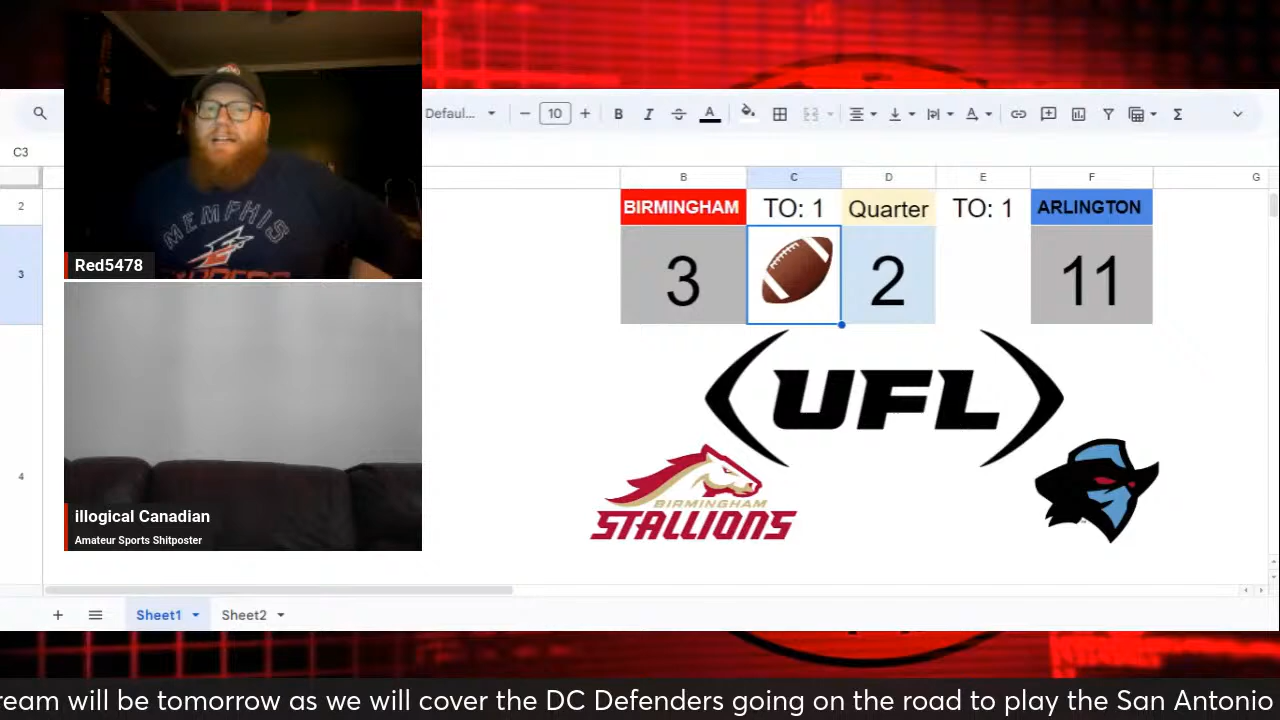 Defaul...
10
B
I
A
A
Σ
C3
B
C
D
E
F
G
2
BIRMINGHAM
TO: 1
Quarter
TO: 1
ARLINGTON
3
3
2
11
MEMPHIS
Red5478
UFL
4
BIRMINGHAM
STALLIONS
illogical Canadian
Amateur Sports Shitposter
Sheet1
Sheet2
ream will be tomorrow as we will cover the DC Defenders going on the road to play the San Antonio